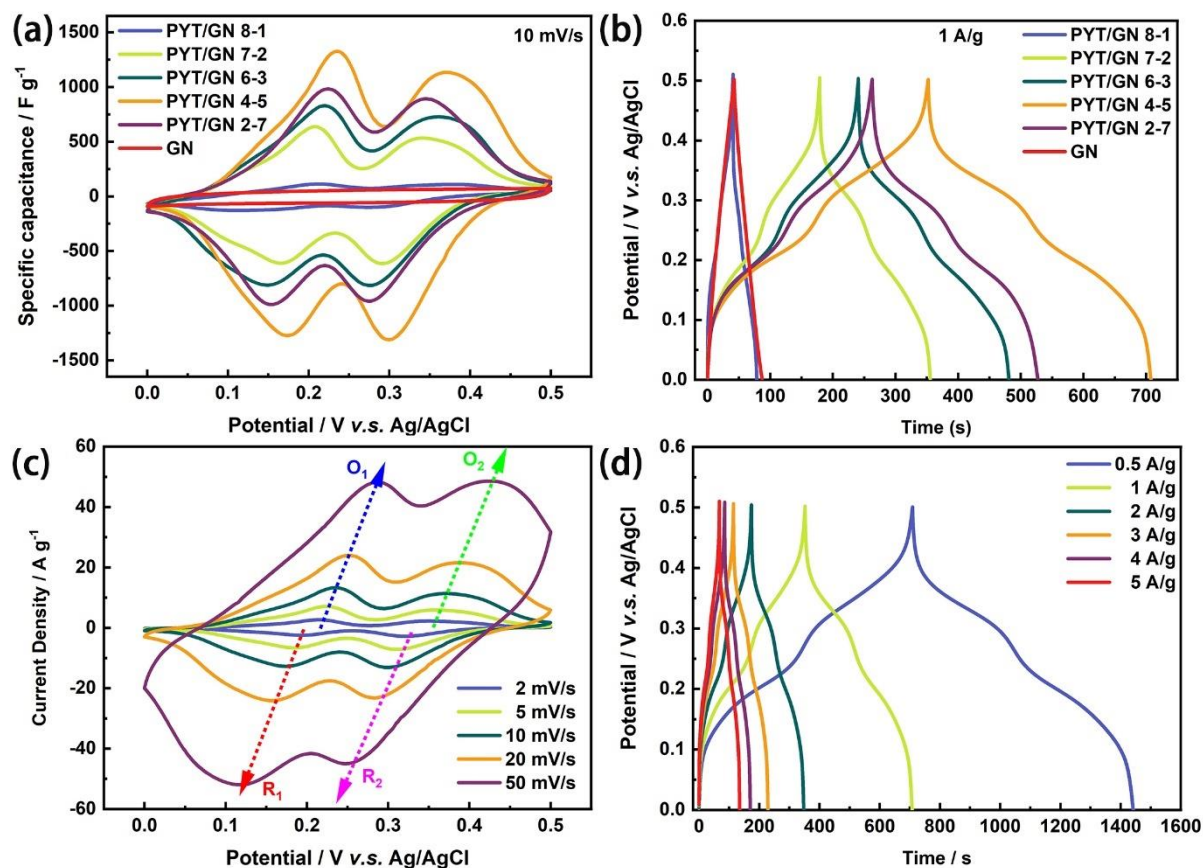 (a)
10 mV/s
PYT/GN 8-1
PYT/GN 7-2
PYT/GN 6-3
PYT/GN 4-5
PYT/GN 2-7
GN
1500
1000
500
0
-500
-1000
-1500
Specific capacitance / F g⁻¹
0.0 0.1 0.2 0.3 0.4 0.5
Potential / V v.s. Ag/AgCl
(b)
1 A/g
PYT/GN 8-1
PYT/GN 7-2
PYT/GN 6-3
PYT/GN 4-5
PYT/GN 2-7
GN
0.6
0.5
0.4
0.3
0.2
0.1
0.0
Potential / V v.s. Ag/AgCl
0 100 200 300 400 500 600 700
Time (s)
(c)
O₁
O₂
R₁
R₂
2 mV/s
5 mV/s
10 mV/s
20 mV/s
50 mV/s
60
40
20
0
-20
-40
-60
Current Density / A g⁻¹
0.0 0.1 0.2 0.3 0.4 0.5
Potential / V v.s. Ag/AgCl
(d)
0.5 A/g
1 A/g
2 A/g
3 A/g
4 A/g
5 A/g
0.6
0.5
0.4
0.3
0.2
0.1
0.0
Potential / V v.s. Ag/AgCl
0 200 400 600 800 1000 1200 1400 1600
Time / s